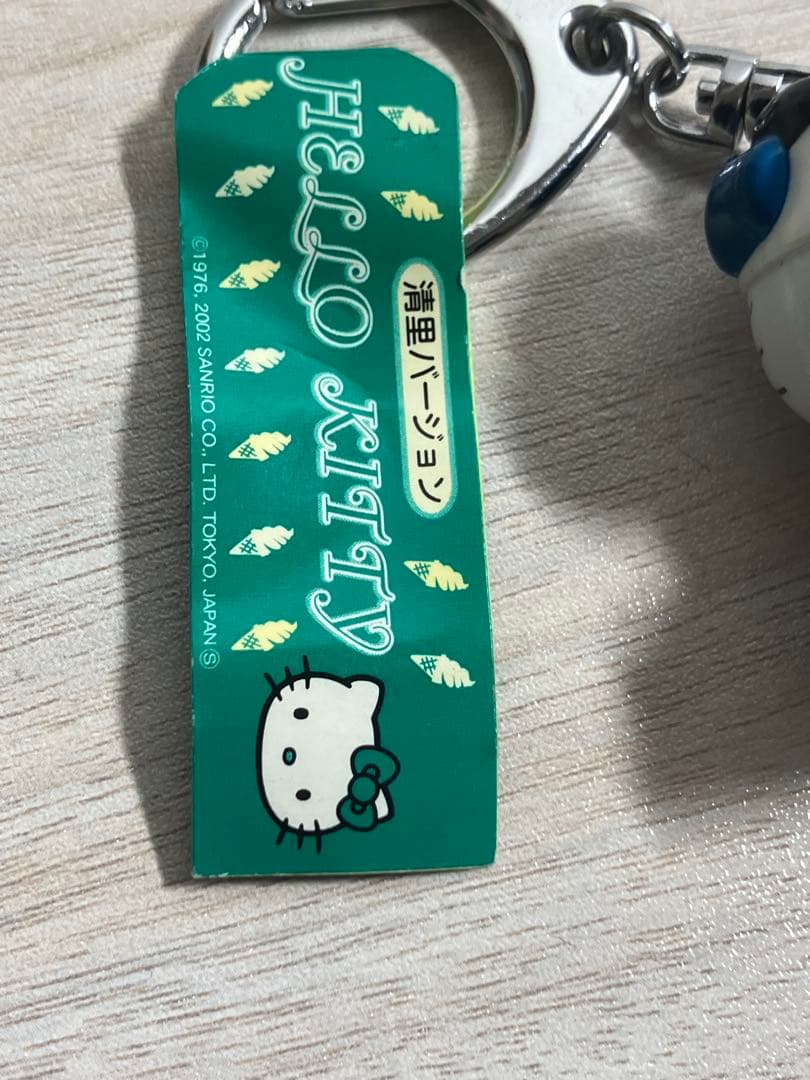 清里バージョン
HELLO KITTY
©1976, 2002 SANRIO CO., LTD. TOKYO, JAPAN Ⓢ